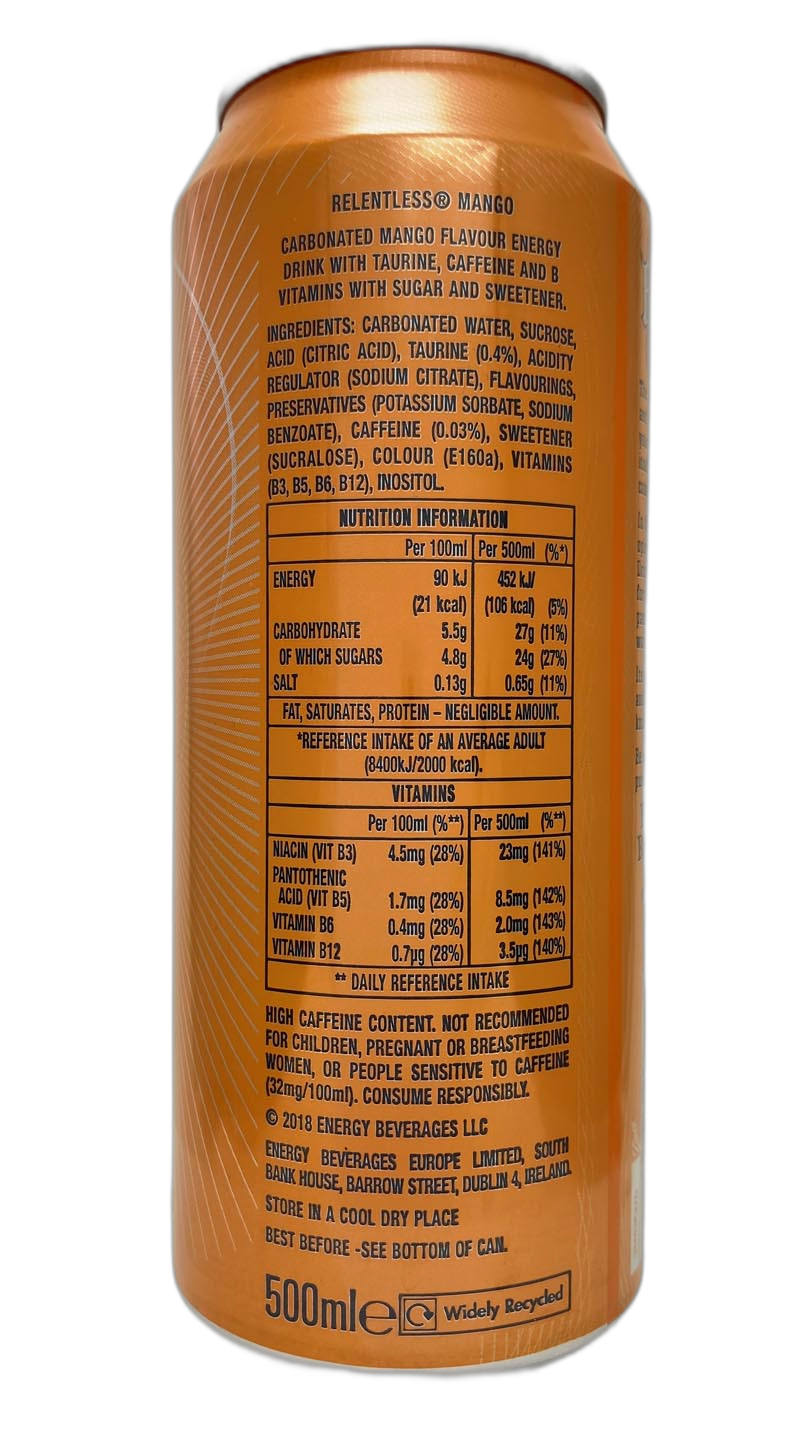 RELENTLESS® MANGO
CARBONATED MANGO FLAVOUR ENERGY
DRINK WITH TAURINE, CAFFEINE AND B
VITAMINS WITH SUGAR AND SWEETENER.
INGREDIENTS: CARBONATED WATER, SUCROSE,
ACID (CITRIC ACID), TAURINE (0.4%), ACIDITY
REGULATOR (SODIUM CITRATE), FLAVOURINGS,
PRESERVATIVES (POTASSIUM SORBATE, SODIUM
BENZOATE), CAFFEINE (0.03%), SWEETENER
(SUCRALOSE), COLOUR (E160a), VITAMINS
(B3, B5, B6, B12), INOSITOL.
NUTRITION INFORMATION
Per 100ml Per 500ml (%*)
ENERGY 90 kJ 452 kJ/
(21 kcal) (106 kcal) (5%)
CARBOHYDRATE 5.5g 27g (11%)
OF WHICH SUGARS 4.8g 24g (27%)
SALT 0.13g 0.65g (11%)
FAT, SATURATES, PROTEIN – NEGLIGIBLE AMOUNT.
*REFERENCE INTAKE OF AN AVERAGE ADULT
(8400kJ/2000 kcal).
VITAMINS
Per 100ml (%**) Per 500ml (%**)
NIACIN (VIT B3) 4.5mg (28%) 23mg (141%)
PANTOTHENIC
ACID (VIT B5) 1.7mg (28%) 8.5mg (142%)
VITAMIN B6 0.4mg (28%) 2.0mg (143%)
VITAMIN B12 0.7µg (28%) 3.5µg (140%)
** DAILY REFERENCE INTAKE
HIGH CAFFEINE CONTENT. NOT RECOMMENDED
FOR CHILDREN, PREGNANT OR BREASTFEEDING
WOMEN, OR PEOPLE SENSITIVE TO CAFFEINE
(32mg/100ml). CONSUME RESPONSIBLY.
© 2018 ENERGY BEVERAGES LLC
ENERGY BEVERAGES EUROPE LIMITED, SOUTH
BANK HOUSE, BARROW STREET, DUBLIN 4, IRELAND.
STORE IN A COOL DRY PLACE
BEST BEFORE -SEE BOTTOM OF CAN.
500ml e Widely Recycled